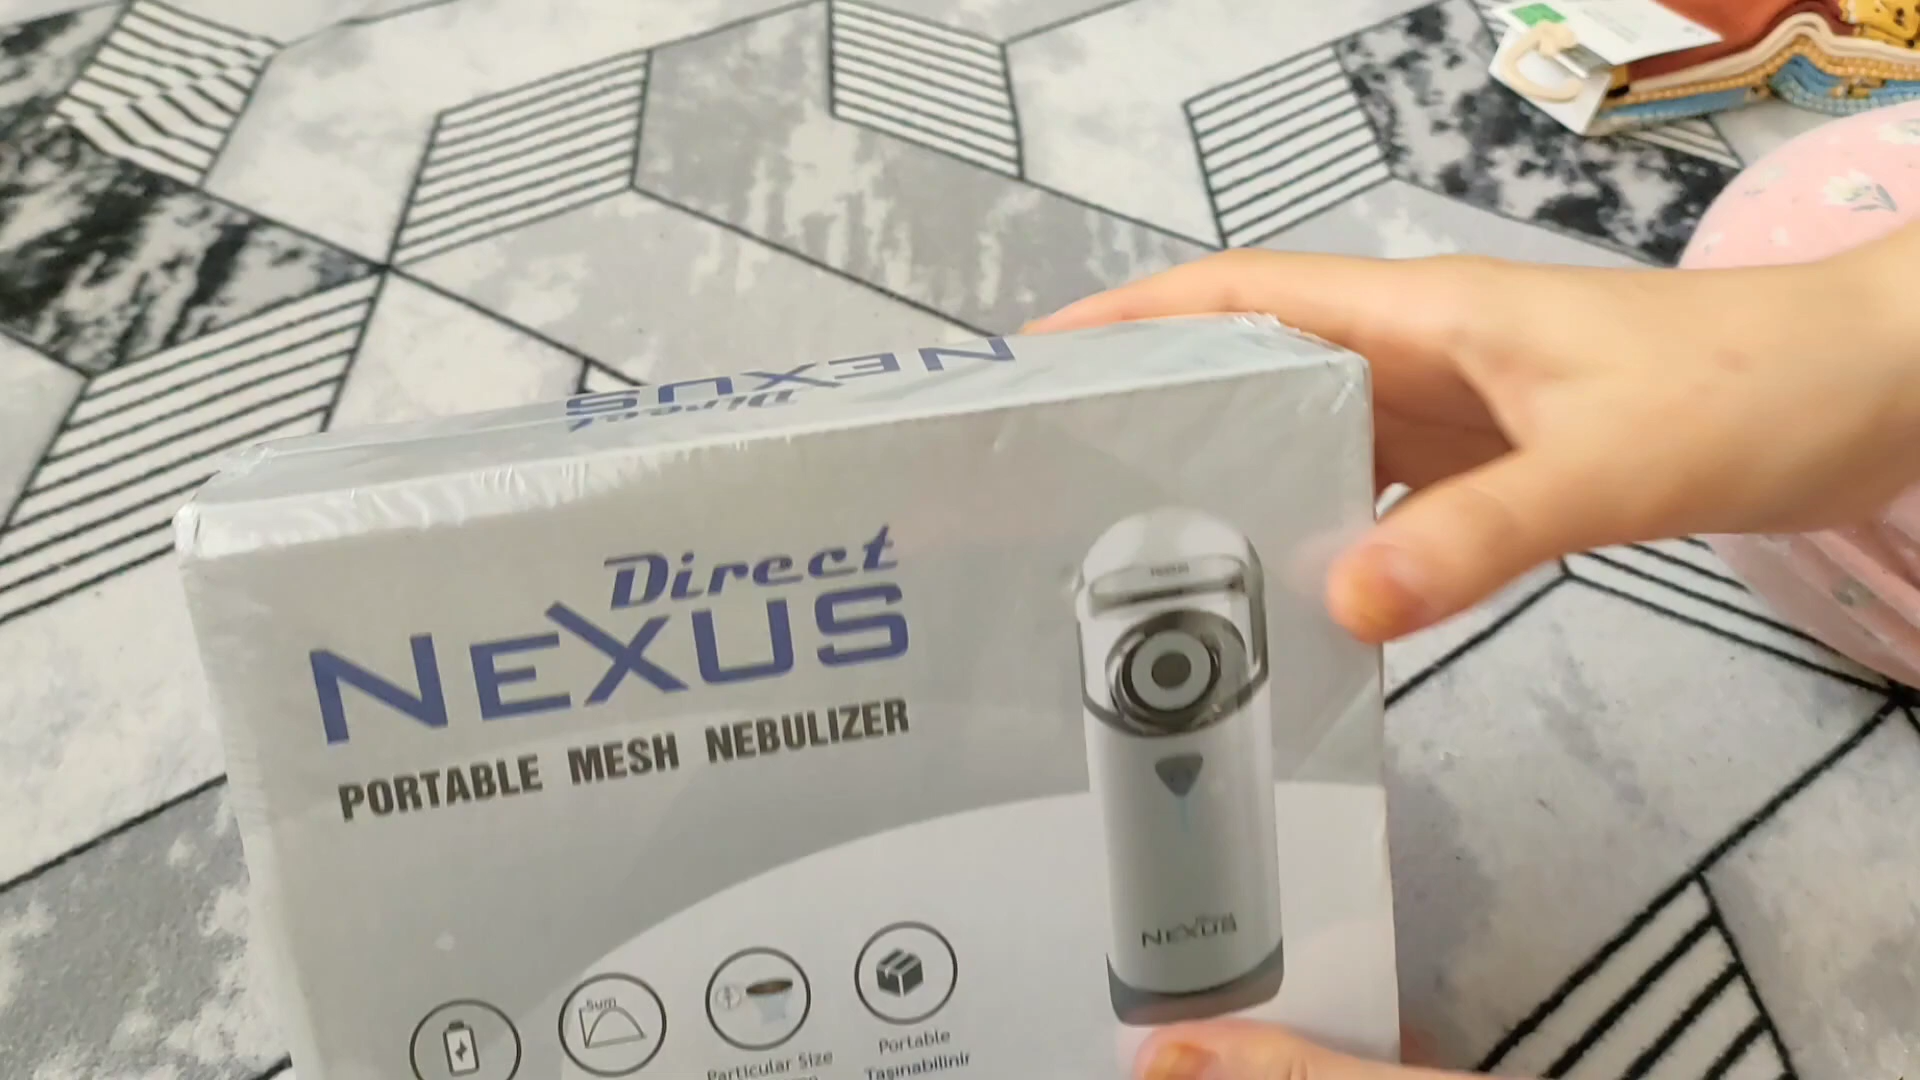 NEXUS
Direct
Direct
NEXUS
PORTABLE MESH NEBULIZER
NEXUS
5um
Particular Size
Portable
Taşınabilinir